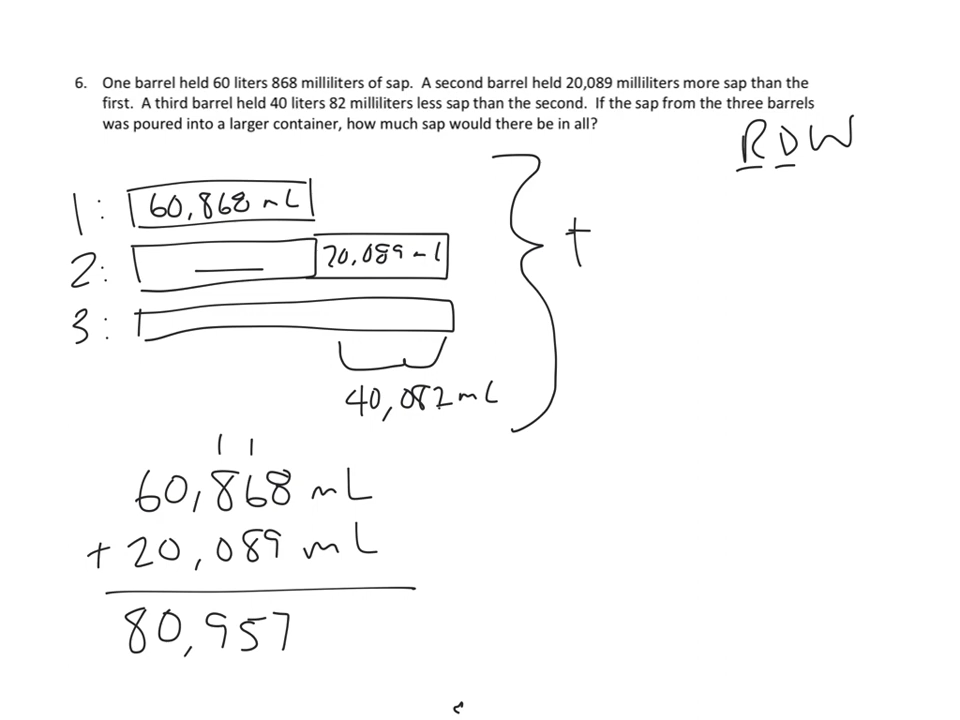 6. One barrel held 60 liters 868 milliliters of sap. A second barrel held 20,089 milliliters more sap than the
first. A third barrel held 40 liters 82 milliliters less sap than the second. If the sap from the three barrels
was poured into a larger container, how much sap would there be in all?
RDW
1: 60,868 mL
2: 20,089 mL
t
3:
40,082 mL
1 1
60,868 mL
+ 20,089 mL
80,957